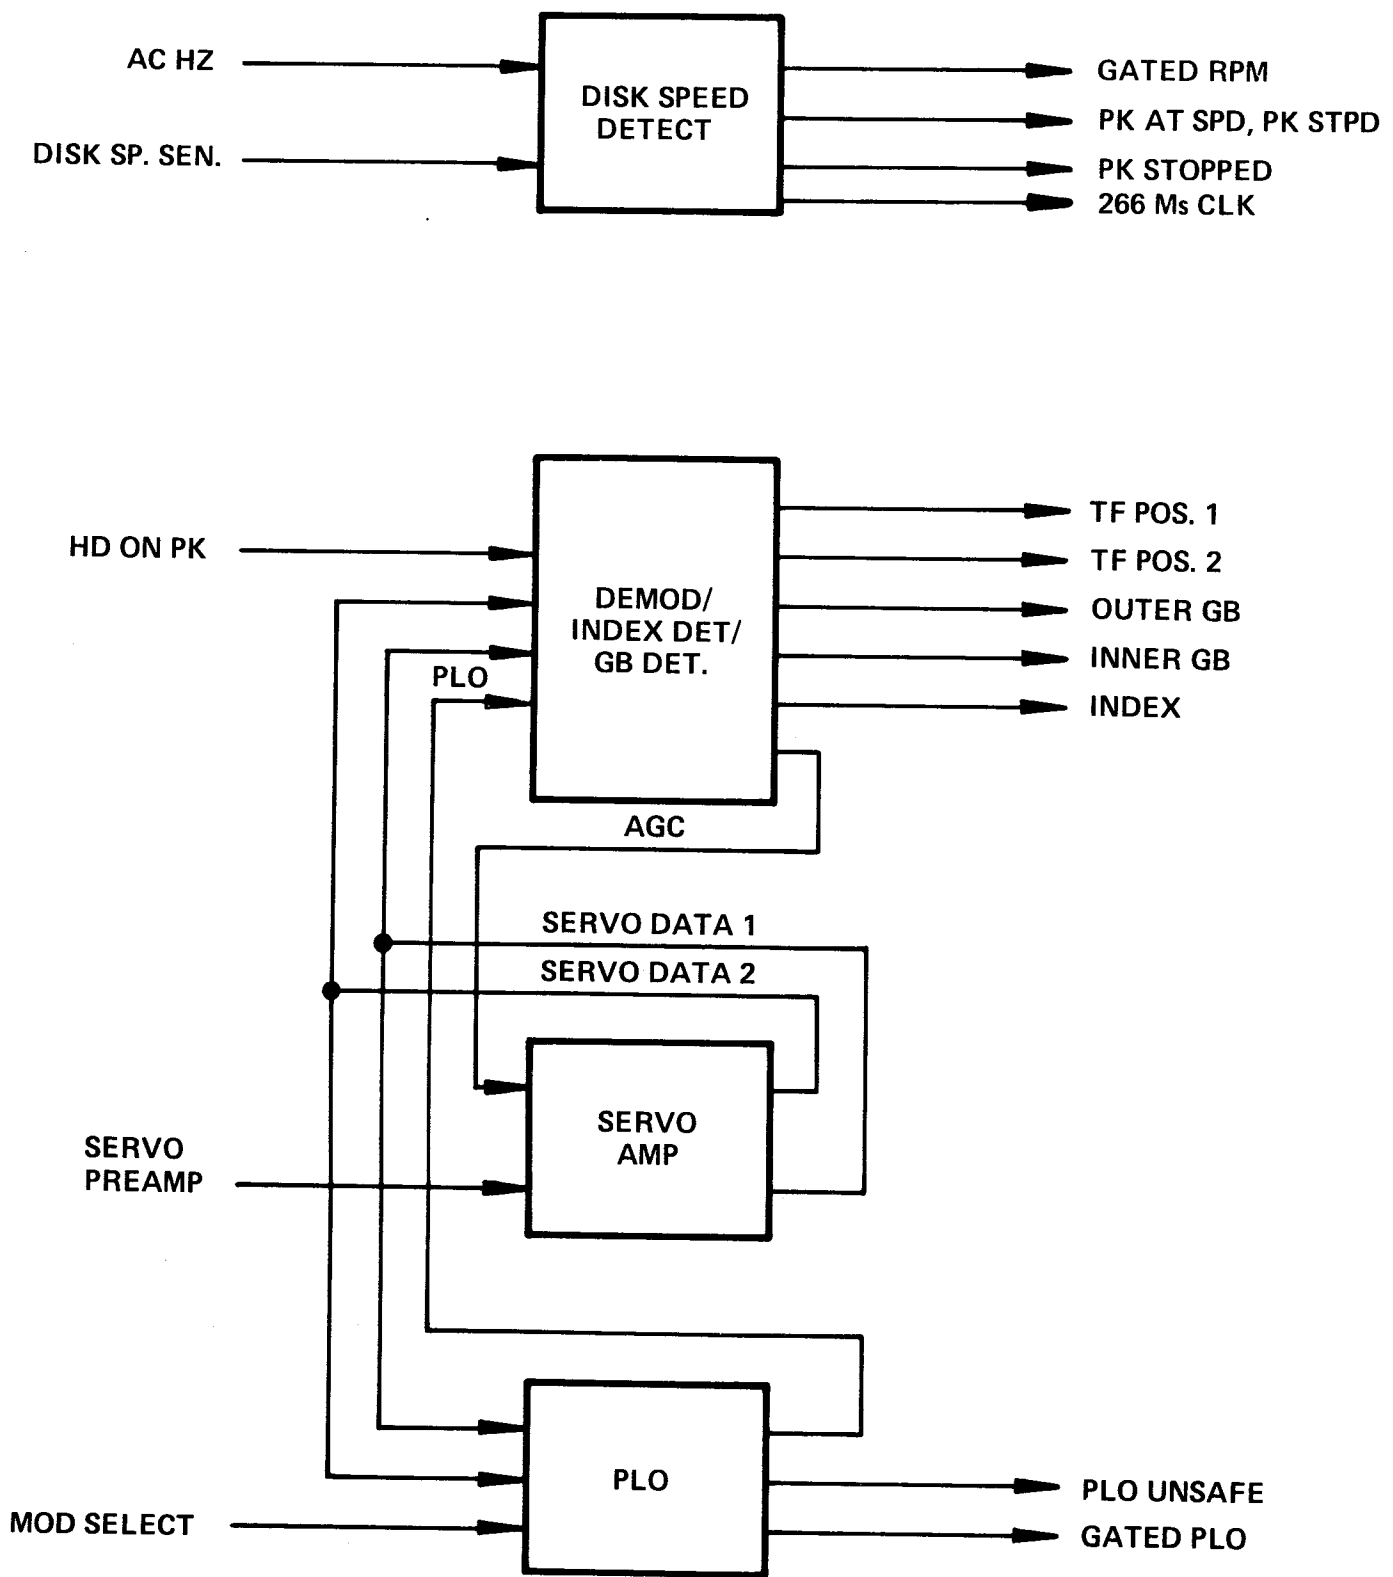 AC HZ
DISK SP. SEN.
DISK SPEED
DETECT
GATED RPM
PK AT SPD, PK STPD
PK STOPPED
266 Ms CLK
HD ON PK
PLO
DEMOD/
INDEX DET/
GB DET.
TF POS. 1
TF POS. 2
OUTER GB
INNER GB
INDEX
AGC
SERVO DATA 1
SERVO DATA 2
SERVO
PREAMP
SERVO
AMP
MOD SELECT
PLO
PLO UNSAFE
GATED PLO